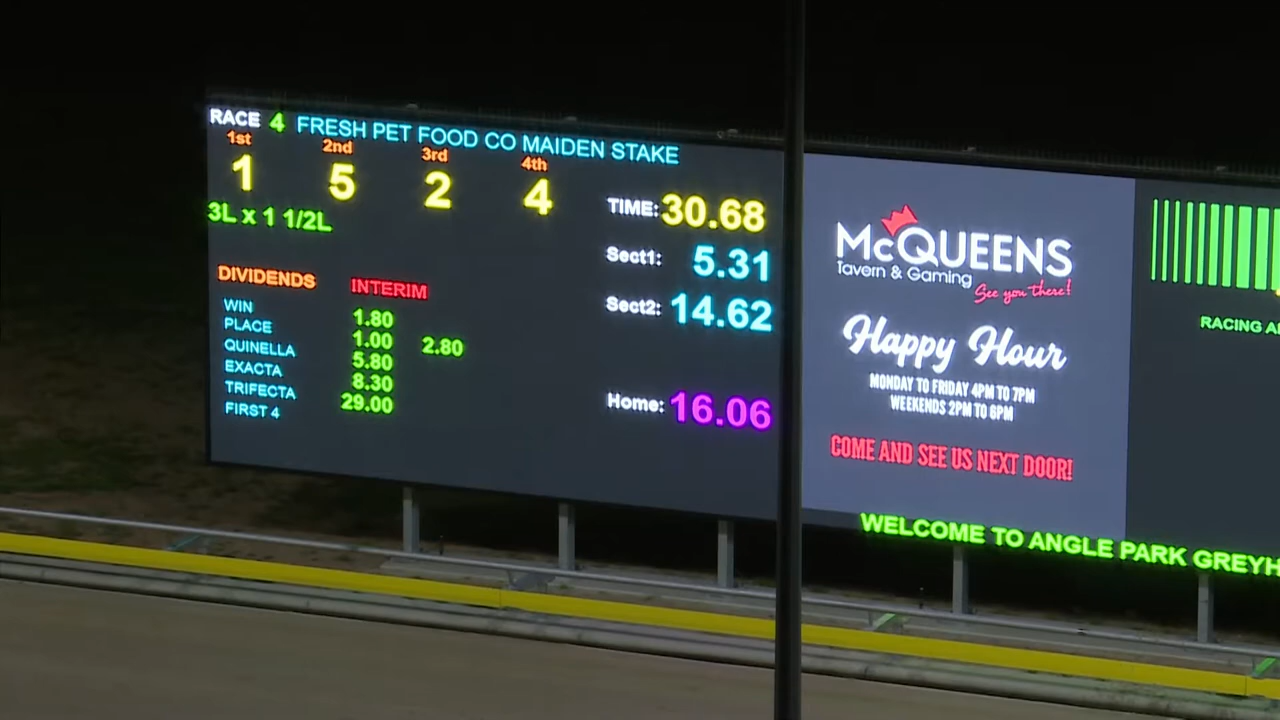 RACE 4 FRESH PET FOOD CO MAIDEN STAKE
1st 2nd 3rd 4th
1 5 2 4
3L x 1 1/2L
TIME: 30.68
Sect1: 5.31
Sect2: 14.62
Home: 16.06
DIVIDENDS INTERIM
WIN 1.80
PLACE 1.00 2.80
QUINELLA 5.80
EXACTA 8.30
TRIFECTA 29.00
FIRST 4
McQUEENS
Tavern & Gaming
See you there!
Happy Hour
MONDAY TO FRIDAY 4PM TO 7PM
WEEKENDS 2PM TO 6PM
COME AND SEE US NEXT DOOR!
RACING A
WELCOME TO ANGLE PARK GREYH